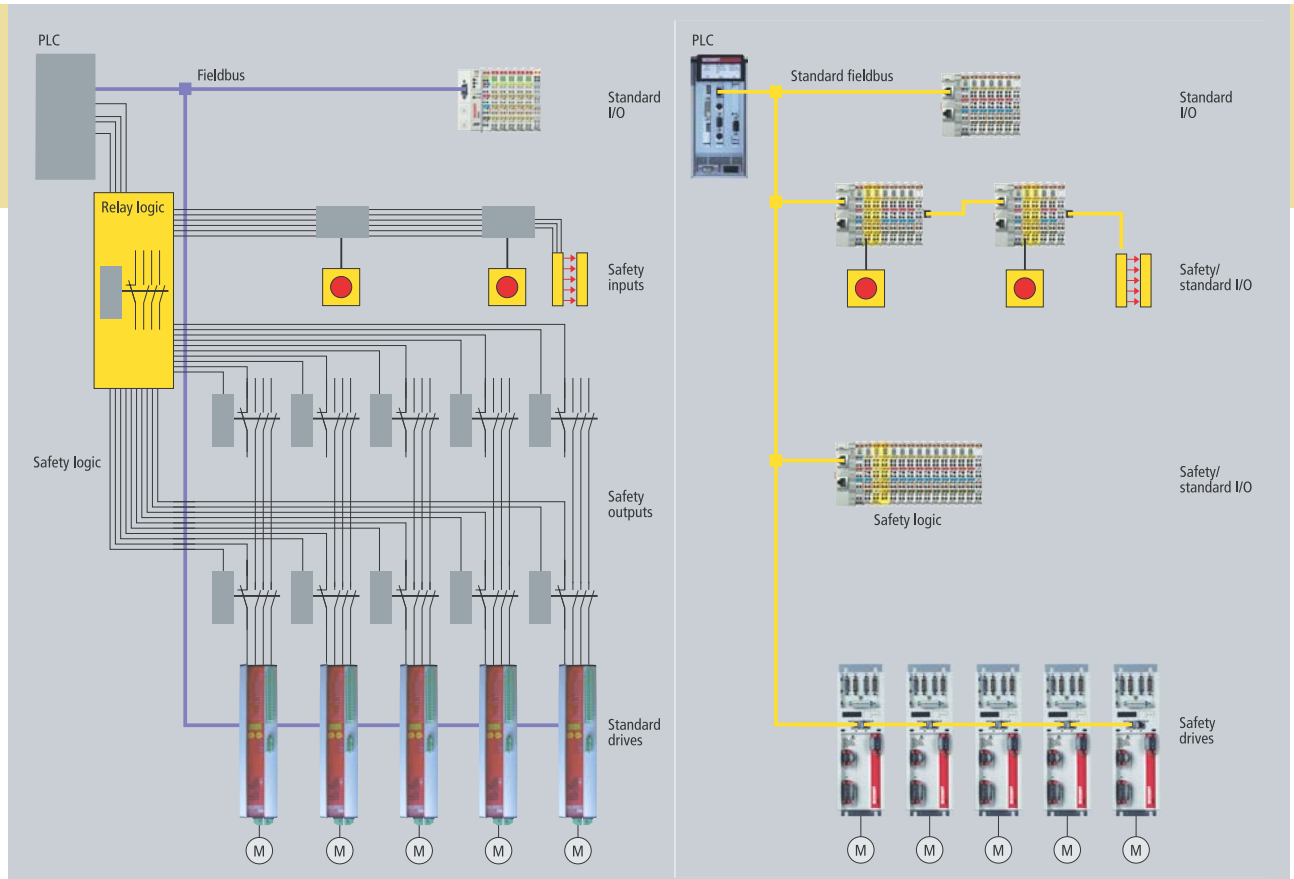 PLC
Fieldbus
Standard
I/O
Relay logic
Safety
inputs
Safety logic
Safety
outputs
Standard
drives
M
M
M
M
M
PLC
Standard fieldbus
Standard
I/O
Safety/
standard I/O
Safety/
standard I/O
Safety logic
Safety
drives
M
M
M
M
M